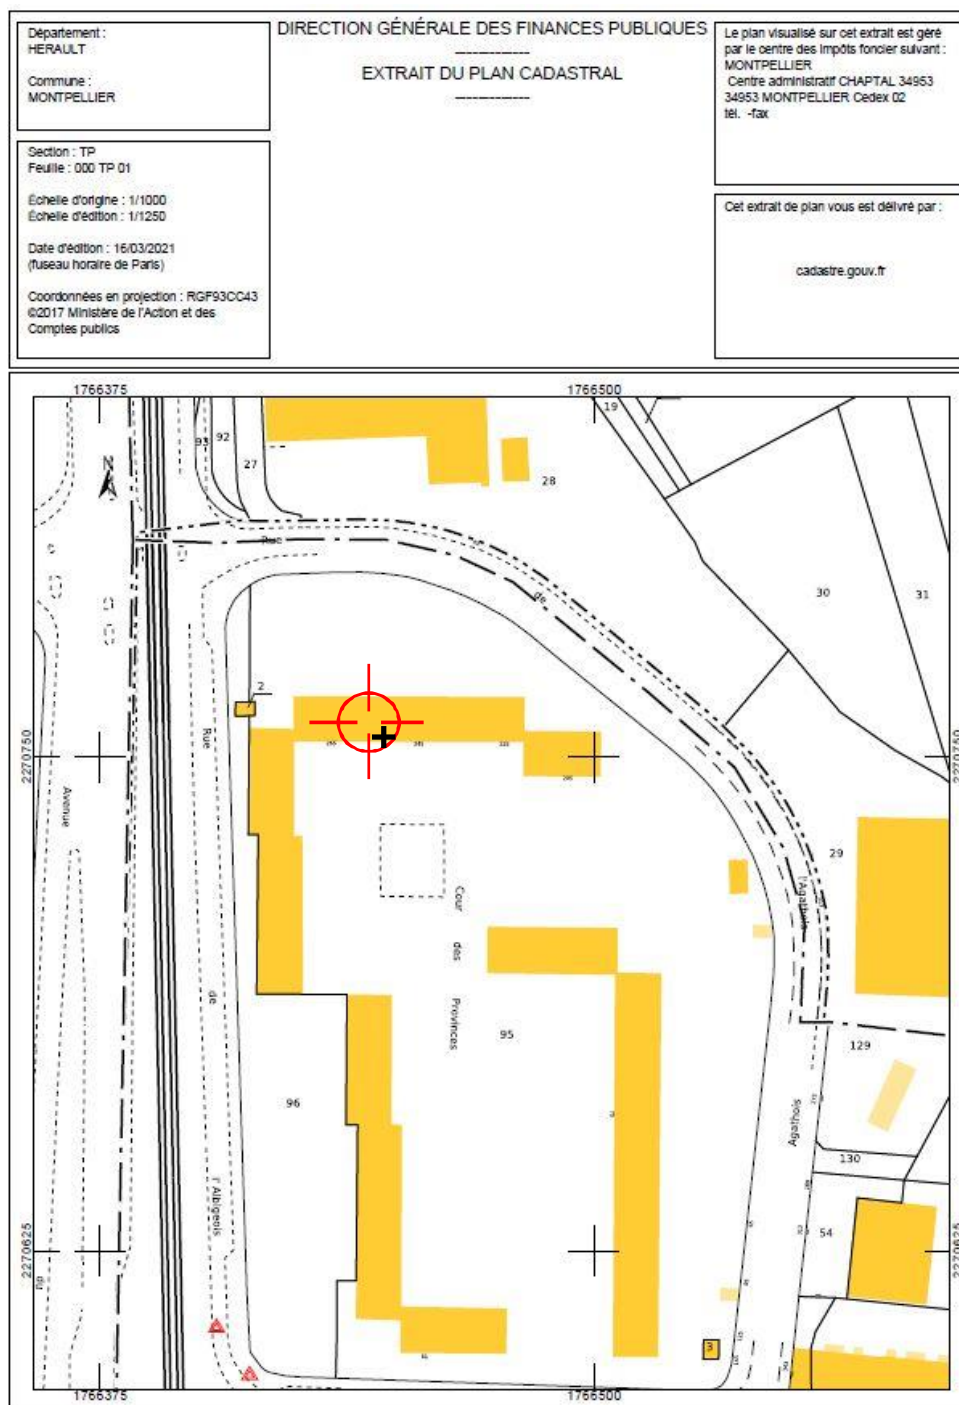 Département :
HERAULT
Commune :
MONTPELLIER
Section : TP
Feuille : 000 TP 01
Échelle d'origine : 1/1000
Échelle d'édition : 1/1250
Date d'édition : 16/03/2021
(fuseau horaire de Paris)
Coordonnées en projection : RGF93CC43
©2017 Ministère de l'Action et des
Comptes publics
DIRECTION GÉNÉRALE DES FINANCES PUBLIQUES
EXTRAIT DU PLAN CADASTRAL
Le plan visualisé sur cet extrait est géré
par le centre des impôts foncier suivant :
MONTPELLIER
Centre administratif CHAPTAL 34953
34953 MONTPELLIER Cedex 02
tél. -fax
Cet extrait de plan vous est délivré par :
cadastre.gouv.fr
1766375
1766500
19
93
92
27
28
N
Rue
de
30
31
2
Rue
2270750
2270750
Avenue
29
l'Agathois
Cour
des
Provinces
de
95
96
129
Agathois
130
l'Albigeois
54
2270625
2270625
du
3
1766375
1766500